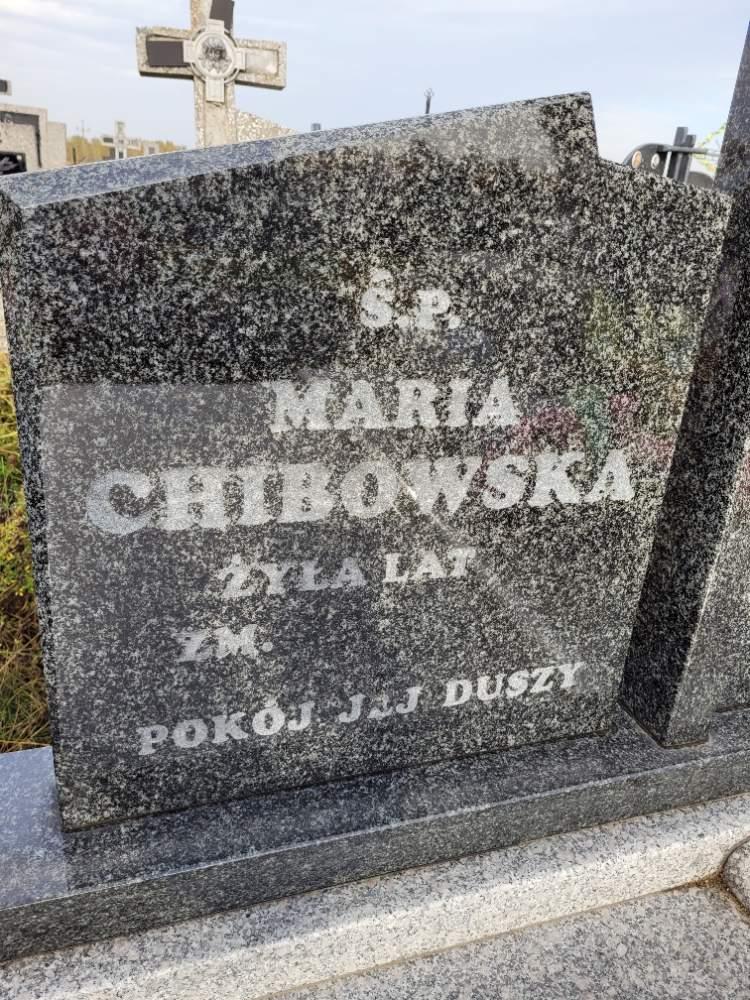 Ś.P.
MARIA
CHIBOWSKA
ŻYŁA LAT
ZM.
POKÓJ JEJ DUSZY